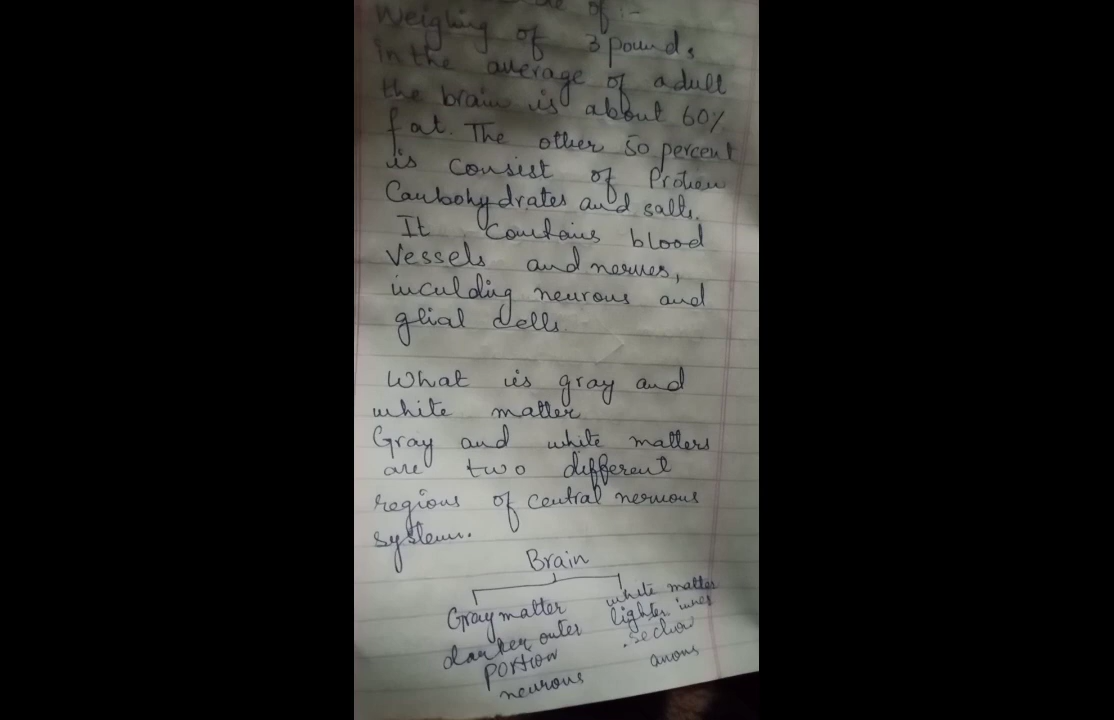 of :-
Weighing of 3 pounds
in the average of adult
the brain is about 60%
fat. The other 50 percent
is consist of Protien
Carbohydrates and salts.
It contains blood
Vessels and nerves,
inculding neurons and
glial cells.
What is gray and
white matter
Gray and white matters
are two different
regions of central nervous
system.
Brain
Gray matter
darker outer
portion
neurons
white matter
lighter inner
section
axons